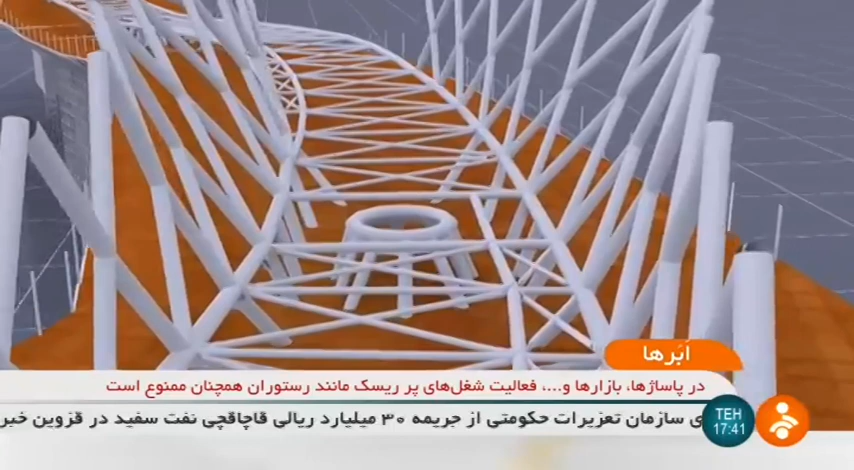 اَبَرها
در پاساژها، بازارها و....، فعالیت شغل‌های پر ریسک مانند رستوران همچنان ممنوع است
ی سازمان تعزیرات حکومتی از جریمه ۳۰ میلیارد ریالی قاچاقچی نفت سفید در قزوین خبر
TEH
17:41